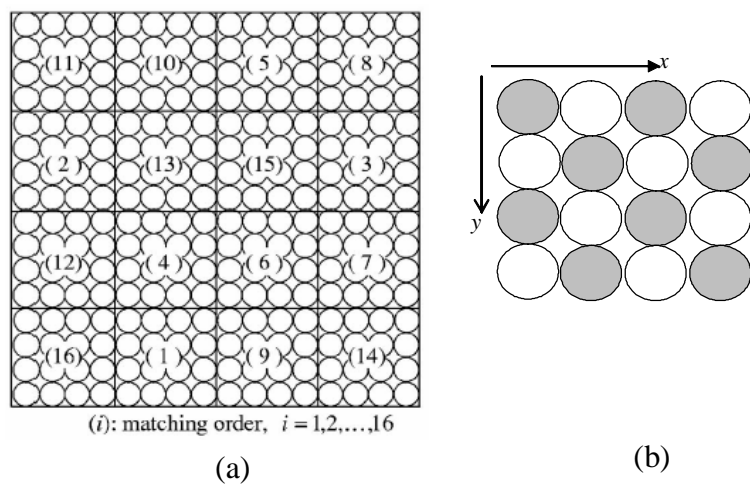 (11) (10) (5) (8)
(2) (13) (15) (3)
(12) (4) (6) (7)
(16) (1) (9) (14)
(i): matching order, i = 1,2,...,16
(a)
x
y
(b)